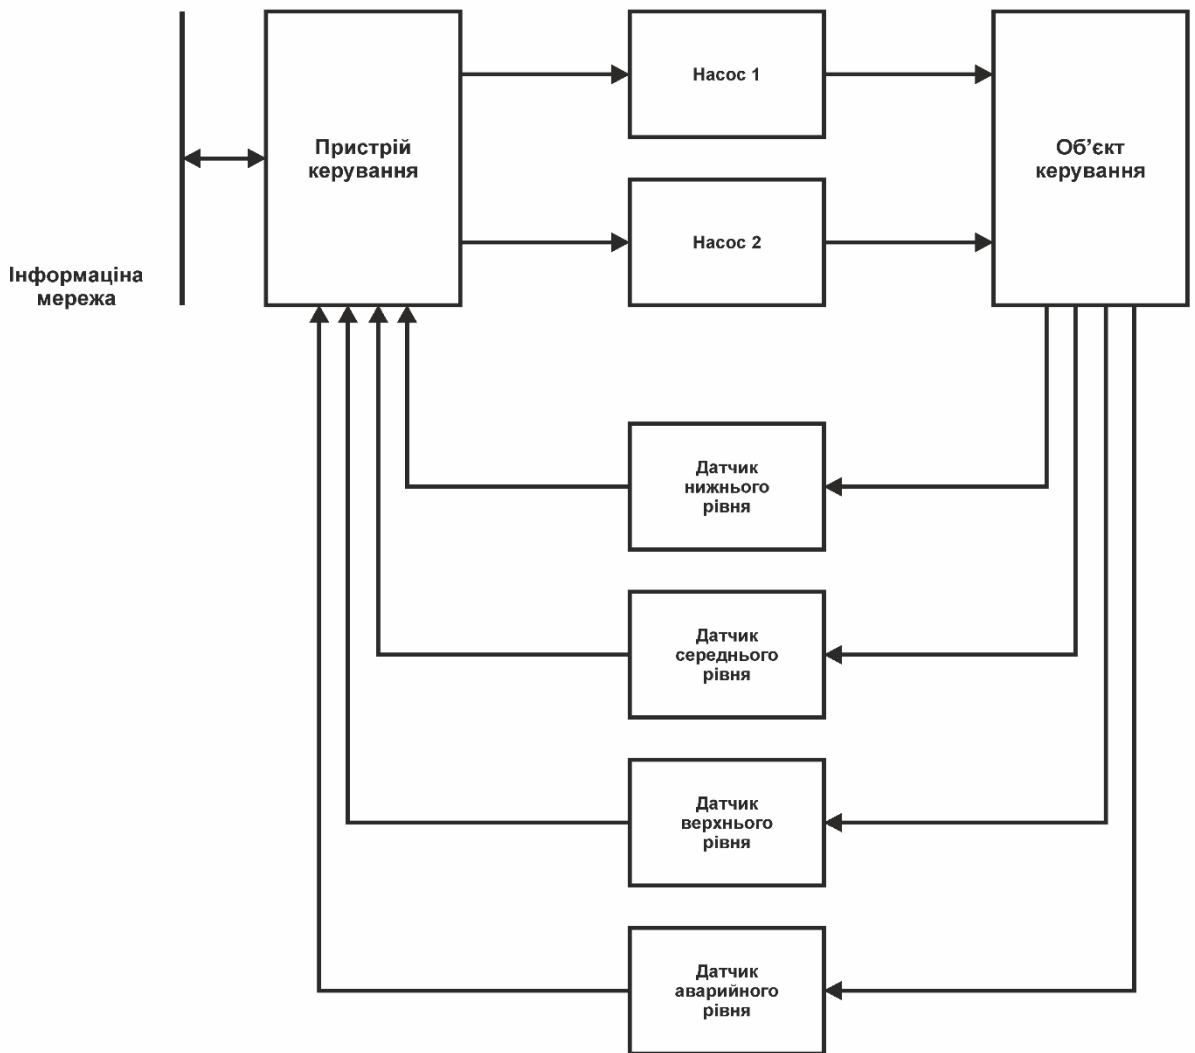 Насос 1
Пристрій
керування
Об’єкт
керування
Насос 2
Інформаціна
мережа
Датчик
нижнього
рівня
Датчик
середнього
рівня
Датчик
верхнього
рівня
Датчик
аварийного
рівня